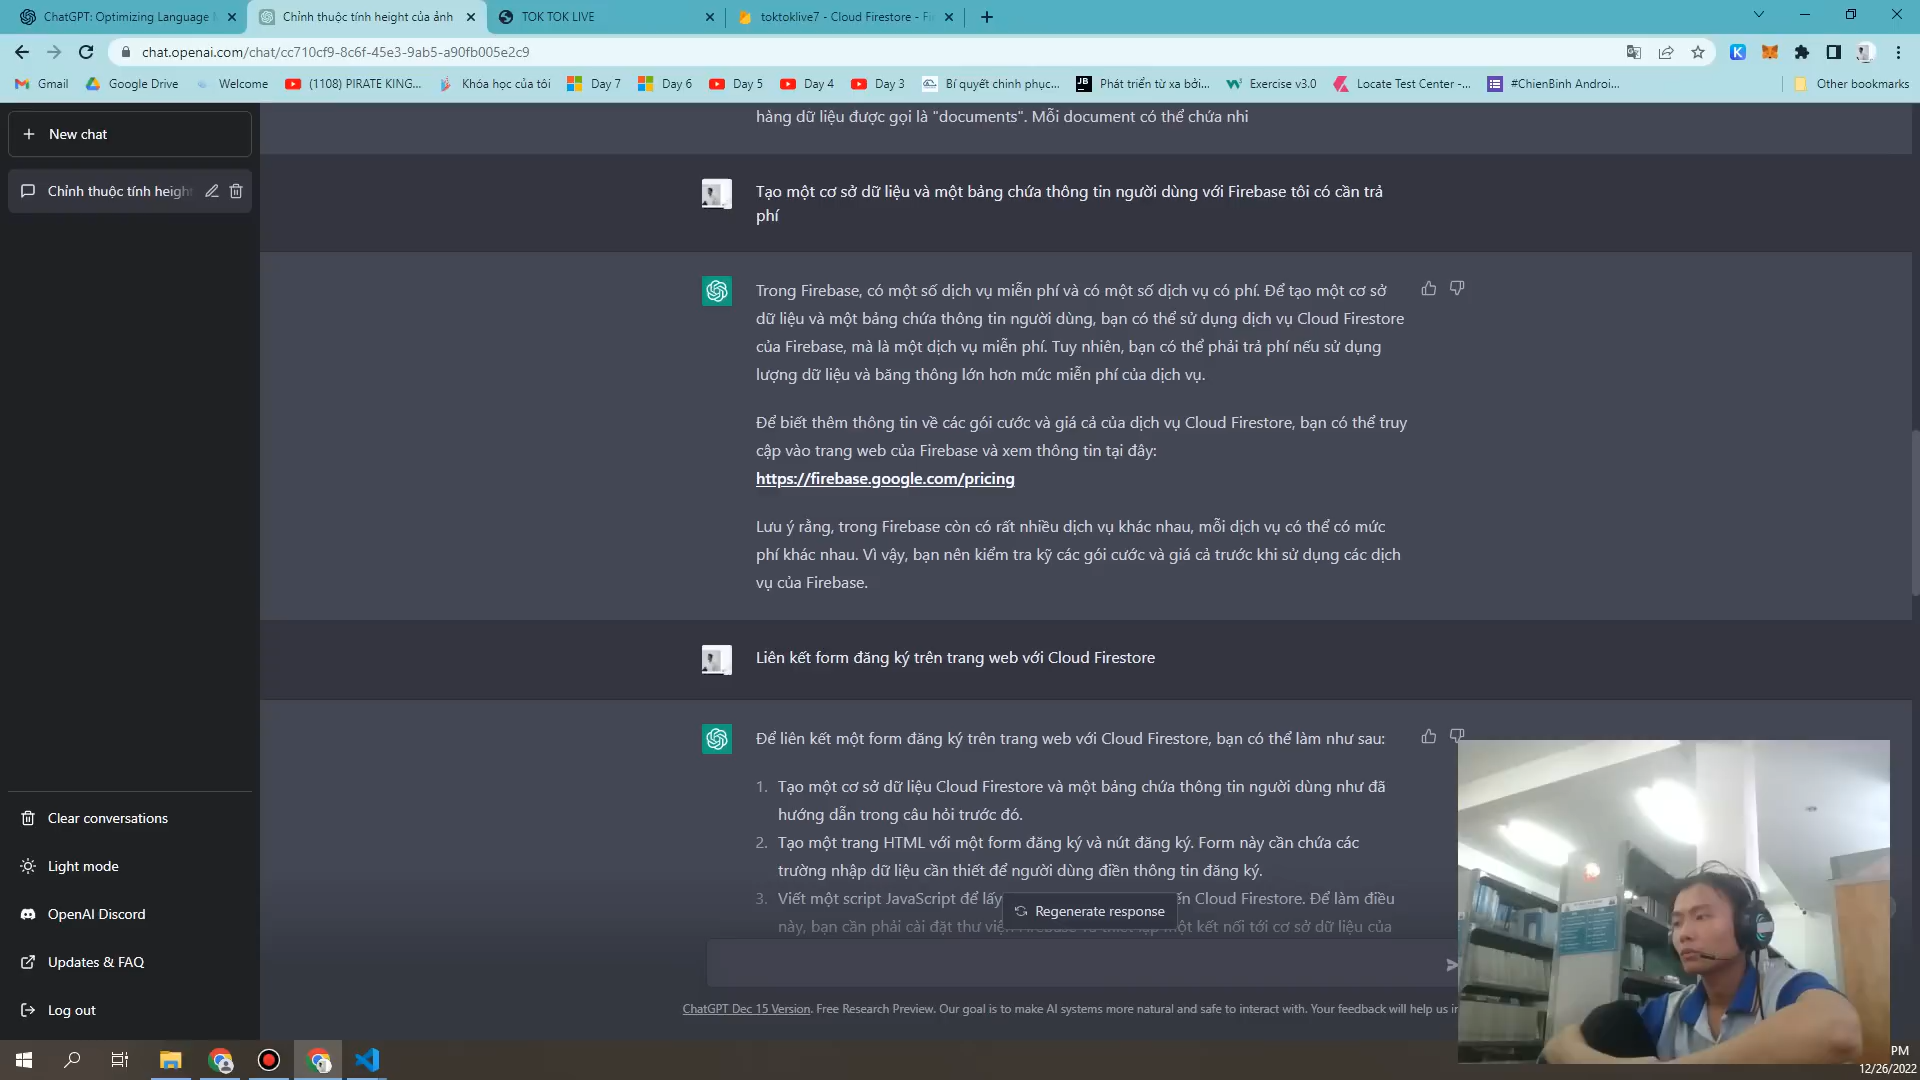 ChatGPT: Optimizing Language
Chỉnh thuộc tính height của ảnh
TOK TOK LIVE
toktoklive7 - Cloud Firestore - Fi
chat.openai.com/chat/cc710cf9-8c6f-45e3-9ab5-a90fb005e2c9
Gmail
Google Drive
Welcome
(1108) PIRATE KING...
Khóa học của tôi
Day 7
Day 6
Day 5
Day 4
Day 3
Bí quyết chinh phục...
Phát triển từ xa bởi...
Exercise v3.0
Locate Test Center -...
#ChienBinh Androi...
Other bookmarks
New chat
Chỉnh thuộc tính height
hàng dữ liệu được gọi là "documents". Mỗi document có thể chứa nhi
Tạo một cơ sở dữ liệu và một bảng chứa thông tin người dùng với Firebase tôi có cần trả
phí
Trong Firebase, có một số dịch vụ miễn phí và có một số dịch vụ có phí. Để tạo một cơ sở
dữ liệu và một bảng chứa thông tin người dùng, bạn có thể sử dụng dịch vụ Cloud Firestore
của Firebase, mà là một dịch vụ miễn phí. Tuy nhiên, bạn có thể phải trả phí nếu sử dụng
lượng dữ liệu và băng thông lớn hơn mức miễn phí của dịch vụ.
Để biết thêm thông tin về các gói cước và giá cả của dịch vụ Cloud Firestore, bạn có thể truy
cập vào trang web của Firebase và xem thông tin tại đây:
https://firebase.google.com/pricing
Lưu ý rằng, trong Firebase còn có rất nhiều dịch vụ khác nhau, mỗi dịch vụ có thể có mức
phí khác nhau. Vì vậy, bạn nên kiểm tra kỹ các gói cước và giá cả trước khi sử dụng các dịch
vụ của Firebase.
Liên kết form đăng ký trên trang web với Cloud Firestore
Để liên kết một form đăng ký trên trang web với Cloud Firestore, bạn có thể làm như sau:
1. Tạo một cơ sở dữ liệu Cloud Firestore và một bảng chứa thông tin người dùng như đã
hướng dẫn trong câu hỏi trước đó.
2. Tạo một trang HTML với một form đăng ký và nút đăng ký. Form này cần chứa các
trường nhập dữ liệu cần thiết để người dùng điền thông tin đăng ký.
3. Viết một script JavaScript để lấy ến Cloud Firestore. Để làm điều
Regenerate response
này, bạn cần phải cài đặt thư viện Firebase và thiết lập một kết nối tới cơ sở dữ liệu của
ChatGPT Dec 15 Version. Free Research Preview. Our goal is to make AI systems more natural and safe to interact with. Your feedback will help us i
Clear conversations
Light mode
OpenAI Discord
Updates & FAQ
Log out
PM
12/26/2022